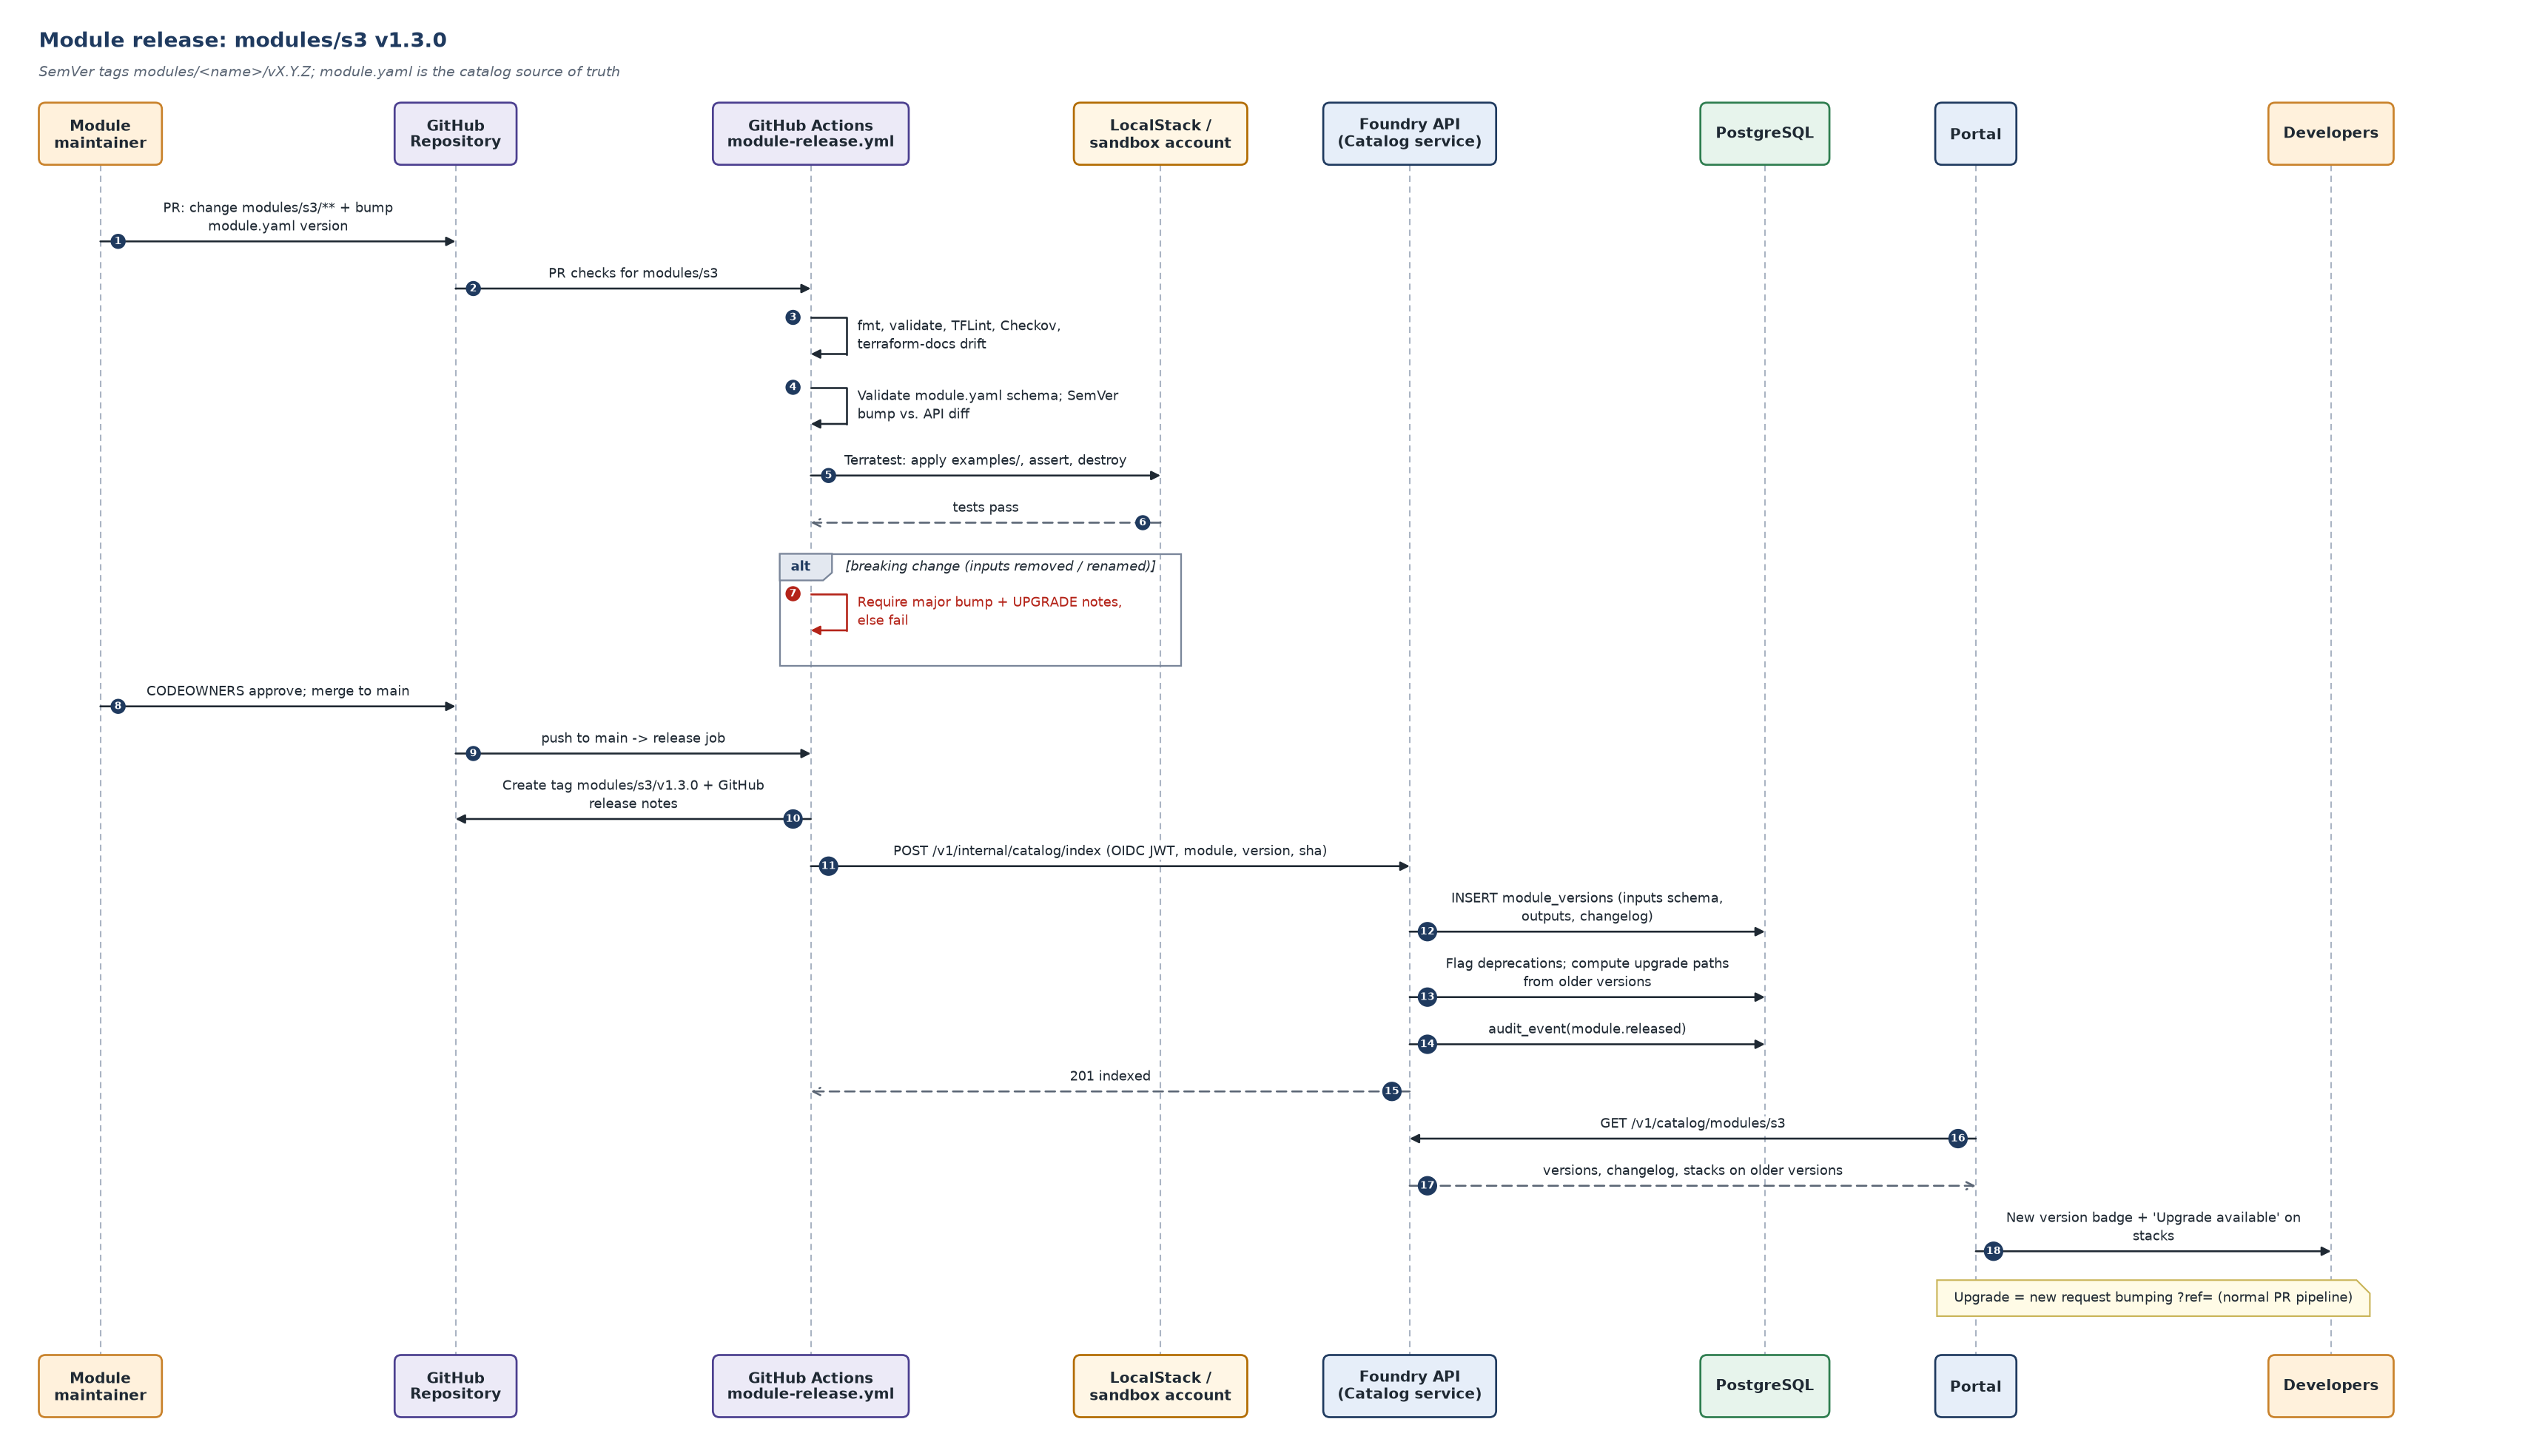 Module release: modules/s3 v1.3.0
SemVer tags modules/<name>/vX.Y.Z; module.yaml is the catalog source of truth
Module
maintainer
GitHub
Repository
GitHub Actions
module-release.yml
LocalStack /
sandbox account
Foundry API
(Catalog service)
PostgreSQL
Portal
Developers
PR: change modules/s3/** + bump
module.yaml version
1
PR checks for modules/s3
2
3
fmt, validate, TFLint, Checkov,
terraform-docs drift
4
Validate module.yaml schema; SemVer
bump vs. API diff
Terratest: apply examples/, assert, destroy
5
tests pass
6
alt
[breaking change (inputs removed / renamed)]
7
Require major bump + UPGRADE notes,
else fail
CODEOWNERS approve; merge to main
8
push to main -> release job
9
Create tag modules/s3/v1.3.0 + GitHub
release notes
10
POST /v1/internal/catalog/index (OIDC JWT, module, version, sha)
11
INSERT module_versions (inputs schema,
outputs, changelog)
12
Flag deprecations; compute upgrade paths
from older versions
13
audit_event(module.released)
14
201 indexed
15
GET /v1/catalog/modules/s3
16
versions, changelog, stacks on older versions
17
New version badge + 'Upgrade available' on
stacks
18
Upgrade = new request bumping ?ref= (normal PR pipeline)
Module
maintainer
GitHub
Repository
GitHub Actions
module-release.yml
LocalStack /
sandbox account
Foundry API
(Catalog service)
PostgreSQL
Portal
Developers